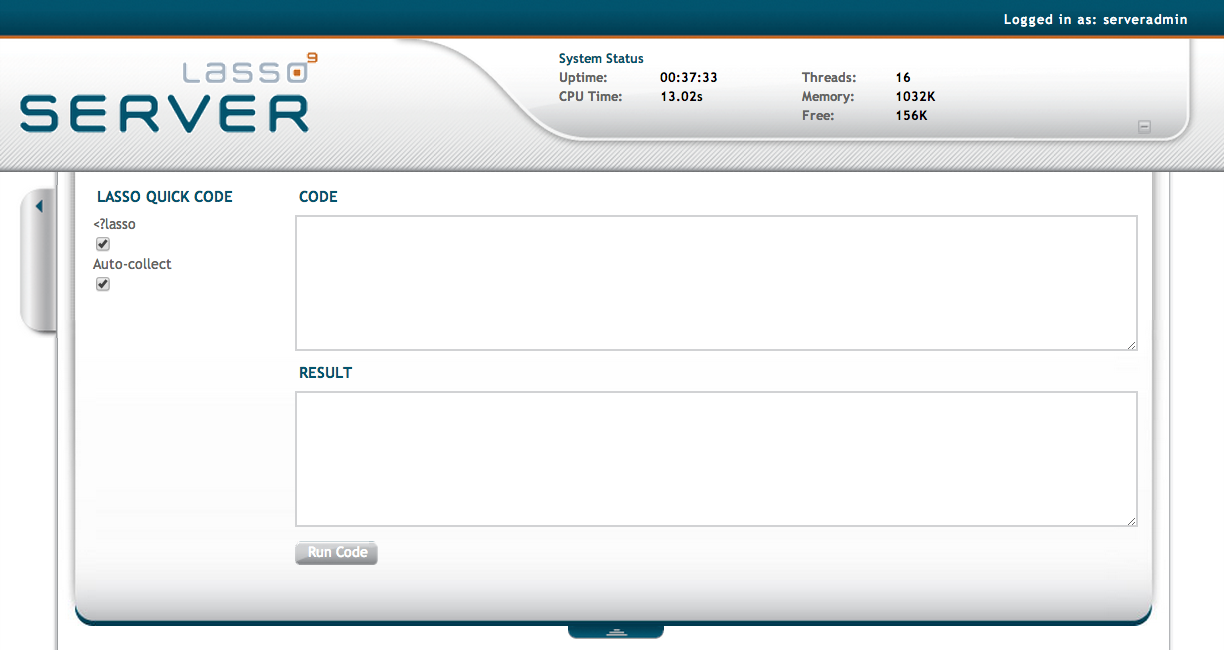 Logged in as: serveradmin
Lasso 9
SERVER
System Status
Uptime: 00:37:33 Threads: 16
CPU Time: 13.02s Memory: 1032K
Free: 156K
LASSO QUICK CODE
<?lasso
Auto-collect
CODE
RESULT
Run Code